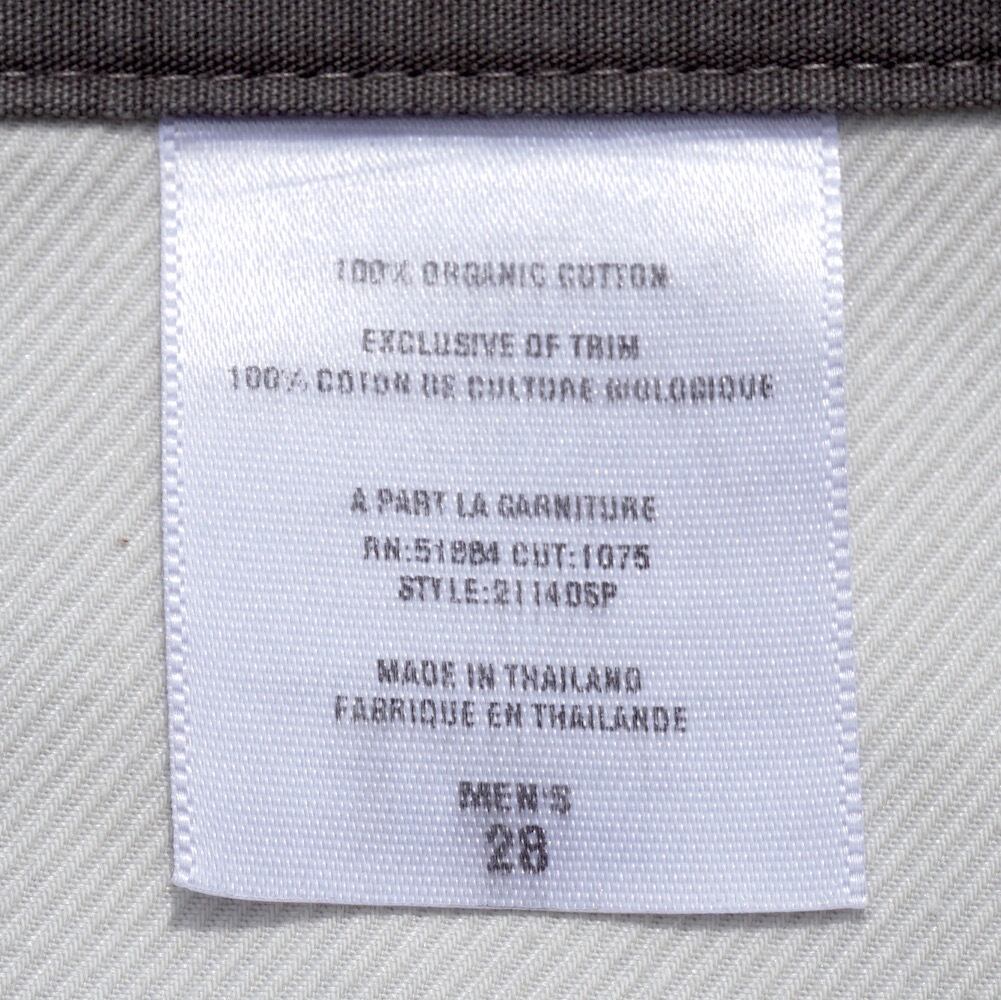 100% ORGANIC COTTON
EXCLUSIVE OF TRIM
100% COTON DE CULTURE BIOLOGIQUE
A PART LA GARNITURE
RN:51884 CUT:1075
STYLE:21140SP
MADE IN THAILAND
FABRIQUE EN THAILANDE
MEN'S
28